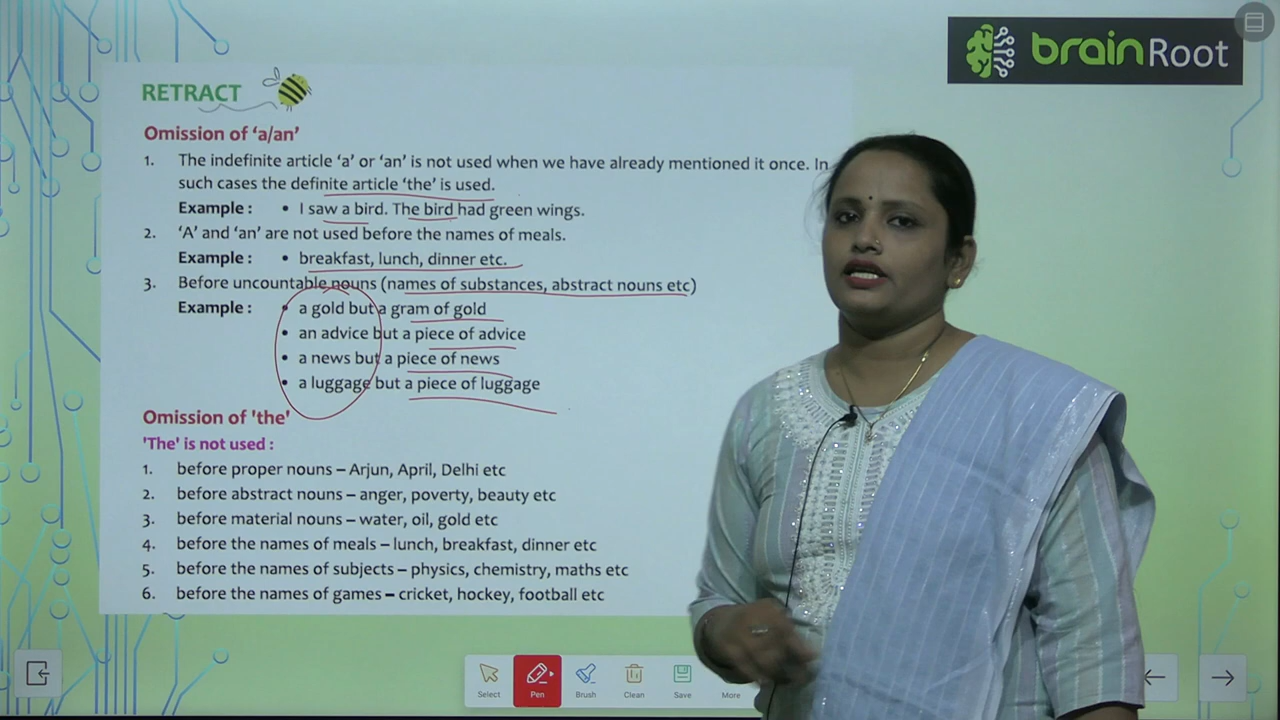 brainRoot
RETRACT
Omission of ‘a/an’
1. The indefinite article ‘a’ or ‘an’ is not used when we have already mentioned it once. In
such cases the definite article ‘the’ is used.
Example : • I saw a bird. The bird had green wings.
2. ‘A’ and ‘an’ are not used before the names of meals.
Example : • breakfast, lunch, dinner etc.
3. Before uncountable nouns (names of substances, abstract nouns etc)
Example : • a gold but a gram of gold
• an advice but a piece of advice
• a news but a piece of news
• a luggage but a piece of luggage
Omission of 'the'
'The' is not used :
1. before proper nouns – Arjun, April, Delhi etc
2. before abstract nouns – anger, poverty, beauty etc
3. before material nouns – water, oil, gold etc
4. before the names of meals – lunch, breakfast, dinner etc
5. before the names of subjects – physics, chemistry, maths etc
6. before the names of games – cricket, hockey, football etc
Select Pen Brush Clean Save More